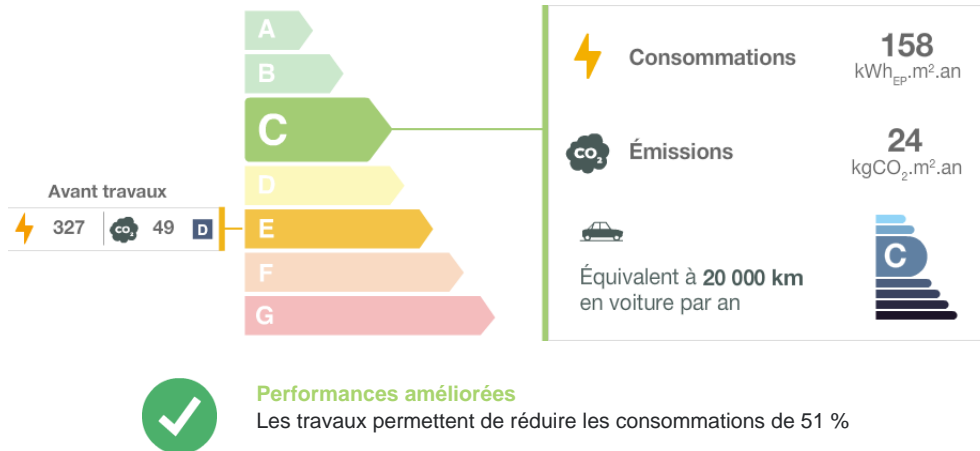 A
B
C
D
E
F
G
Avant travaux
327 CO₂ 49 D
Consommations 158
kWhEP.m².an
CO₂ Émissions 24
kgCO₂.m².an
Équivalent à 20 000 km
en voiture par an
C
Performances améliorées
Les travaux permettent de réduire les consommations de 51 %